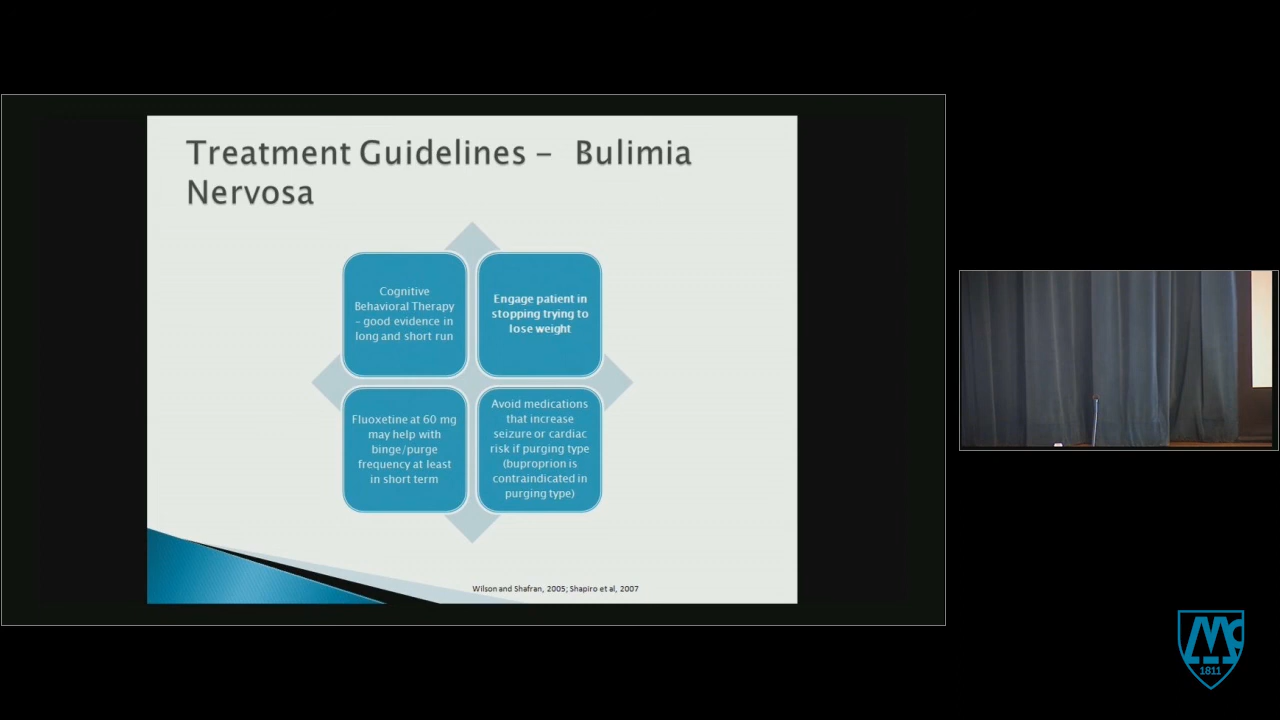 Treatment Guidelines – Bulimia
Nervosa
Cognitive
Behavioral Therapy
– good evidence in
long and short run
Engage patient in
stopping trying to
lose weight
Fluoxetine at 60 mg
may help with
binge/purge
frequency at least
in short term
Avoid medications
that increase
seizure or cardiac
risk if purging type
(buproprion is
contraindicated in
purging type)
Wilson and Shafran, 2005; Shapiro et al, 2007
Mc
1811